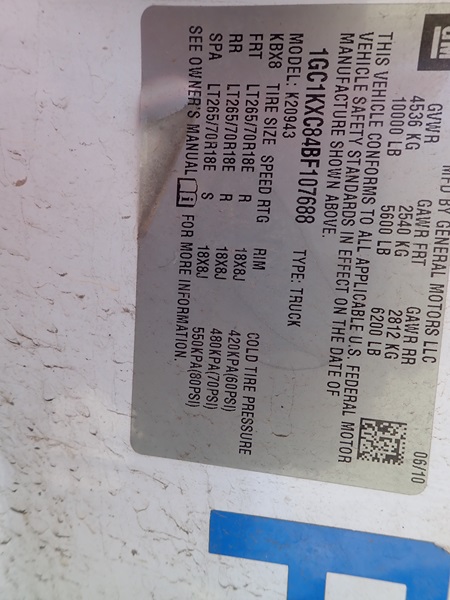 GM
MFD BY GENERAL MOTORS LLC
06/10
GVWR GAWR FRT GAWR RR
4536 KG 2540 KG 2812 KG
10000 LB 5600 LB 6200 LB
THIS VEHICLE CONFORMS TO ALL APPLICABLE U.S. FEDERAL MOTOR
VEHICLE SAFETY STANDARDS IN EFFECT ON THE DATE OF
MANUFACTURE SHOWN ABOVE.
1GC1KXC84BF107688 TYPE: TRUCK
MODEL: K20943
KBX8 TIRE SIZE SPEED RTG RIM COLD TIRE PRESSURE
FRT LT265/70R18E R 18X8J 420KPA(60PSI)
RR LT265/70R18E R 18X8J 480KPA(70PSI)
SPA LT265/70R18E S 18X8J 550KPA(80PSI)
SEE OWNER'S MANUAL FOR MORE INFORMATION.